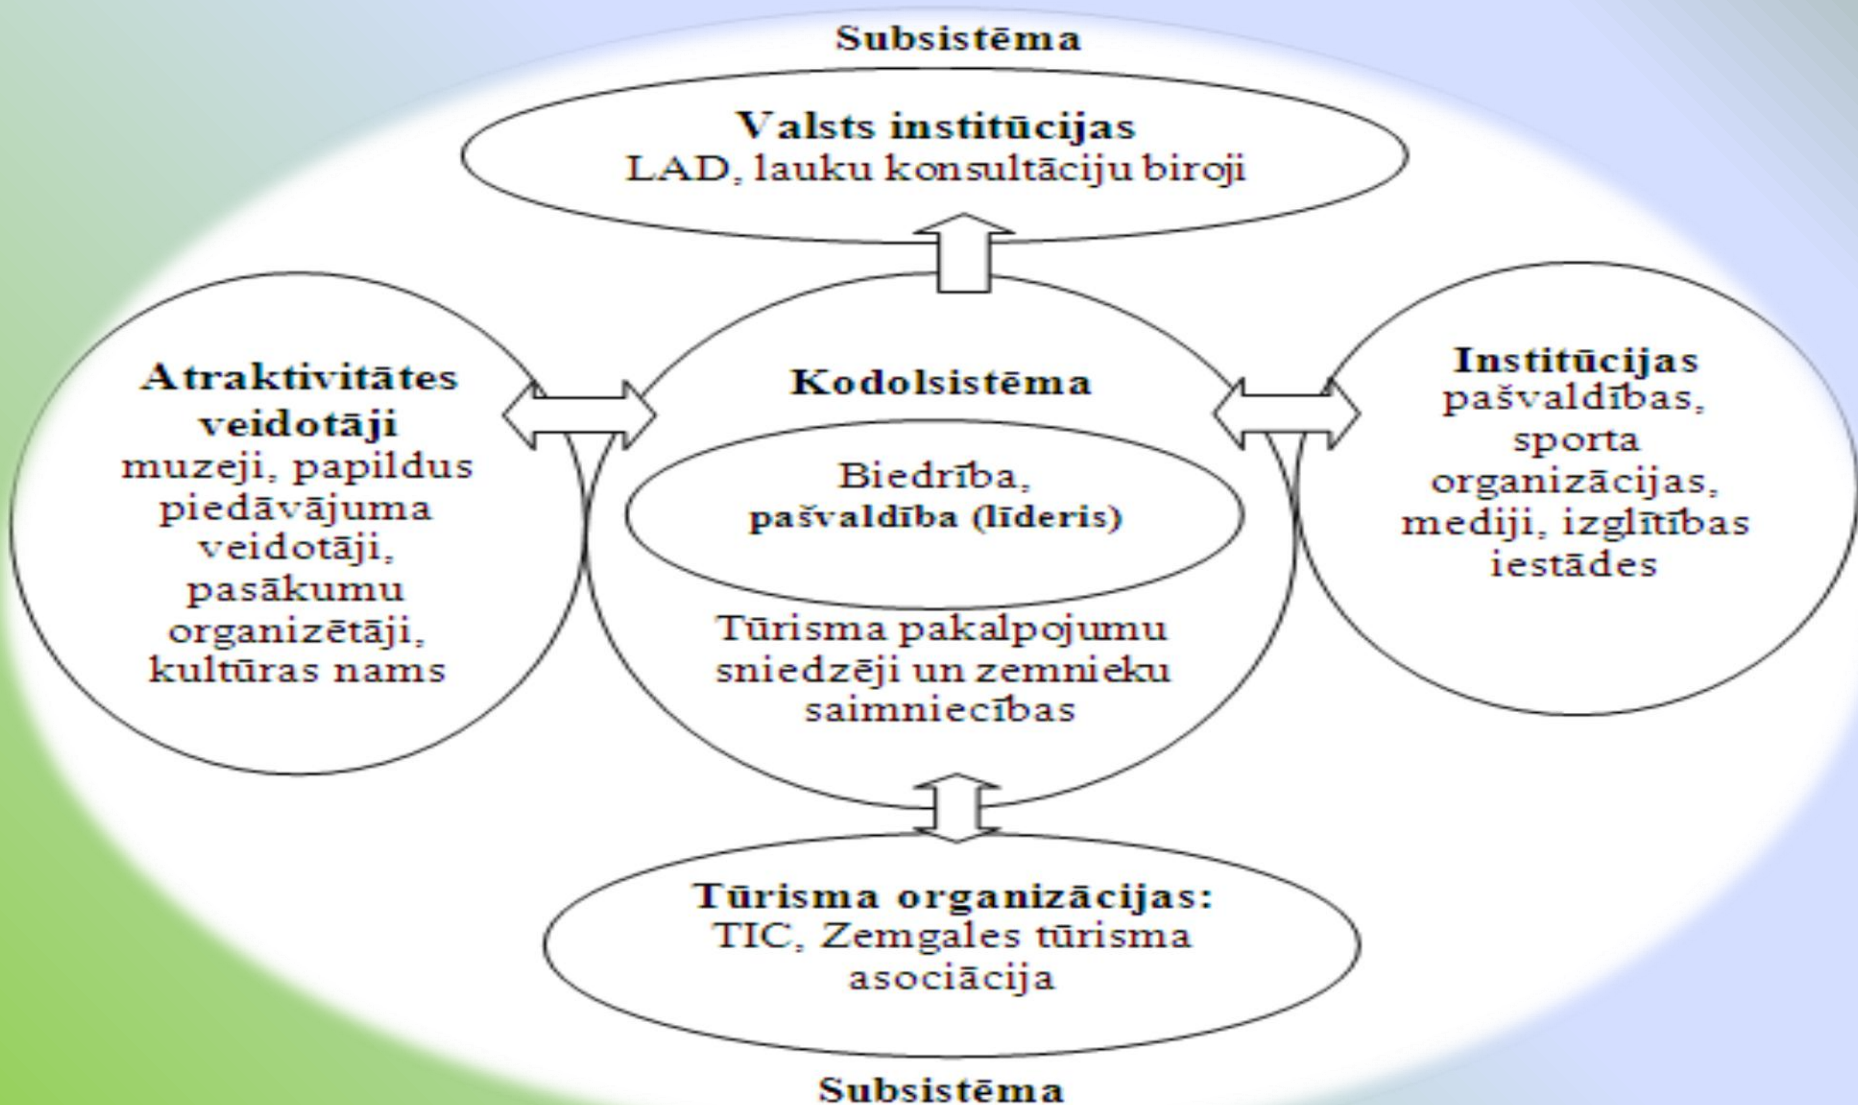 Subsistēma
Valsts institūcijas
LAD, lauku konsultāciju biroji
Atraktivitātes
veidotāji
muzeji, papildus
piedāvājuma
veidotāji,
pasākumu
organizētāji,
kultūras nams
Kodolsistēma
Biedrība,
pašvaldība (līderis)
Tūrisma pakalpojumu
sniedzēji un zemnieku
saimniecības
Institūcijas
pašvaldības,
sporta
organizācijas,
mediji, izglītības
iestādes
Tūrisma organizācijas:
TIC, Zemgales tūrisma
asociācija
Subsistēma